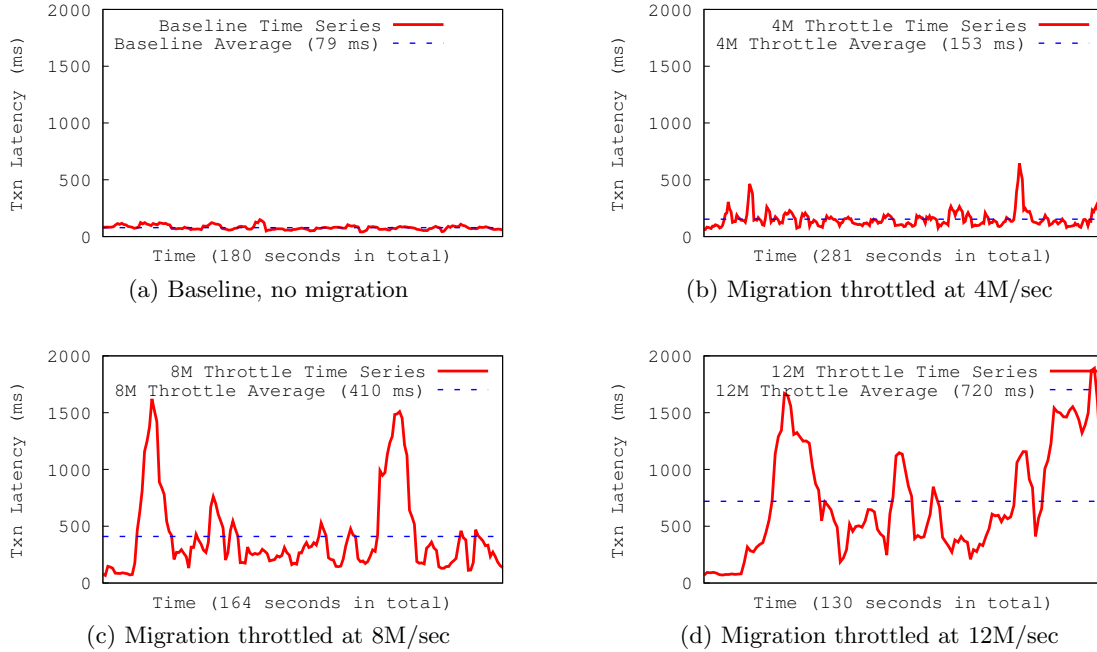 2000
1500
1000
500
0
Txn Latency (ms)
Baseline Time Series
Baseline Average (79 ms)
Time (180 seconds in total)
(a) Baseline, no migration
2000
1500
1000
500
0
Txn Latency (ms)
4M Throttle Time Series
4M Throttle Average (153 ms)
Time (281 seconds in total)
(b) Migration throttled at 4M/sec
2000
1500
1000
500
0
Txn Latency (ms)
8M Throttle Time Series
8M Throttle Average (410 ms)
Time (164 seconds in total)
(c) Migration throttled at 8M/sec
2000
1500
1000
500
0
Txn Latency (ms)
12M Throttle Time Series
12M Throttle Average (720 ms)
Time (130 seconds in total)
(d) Migration throttled at 12M/sec